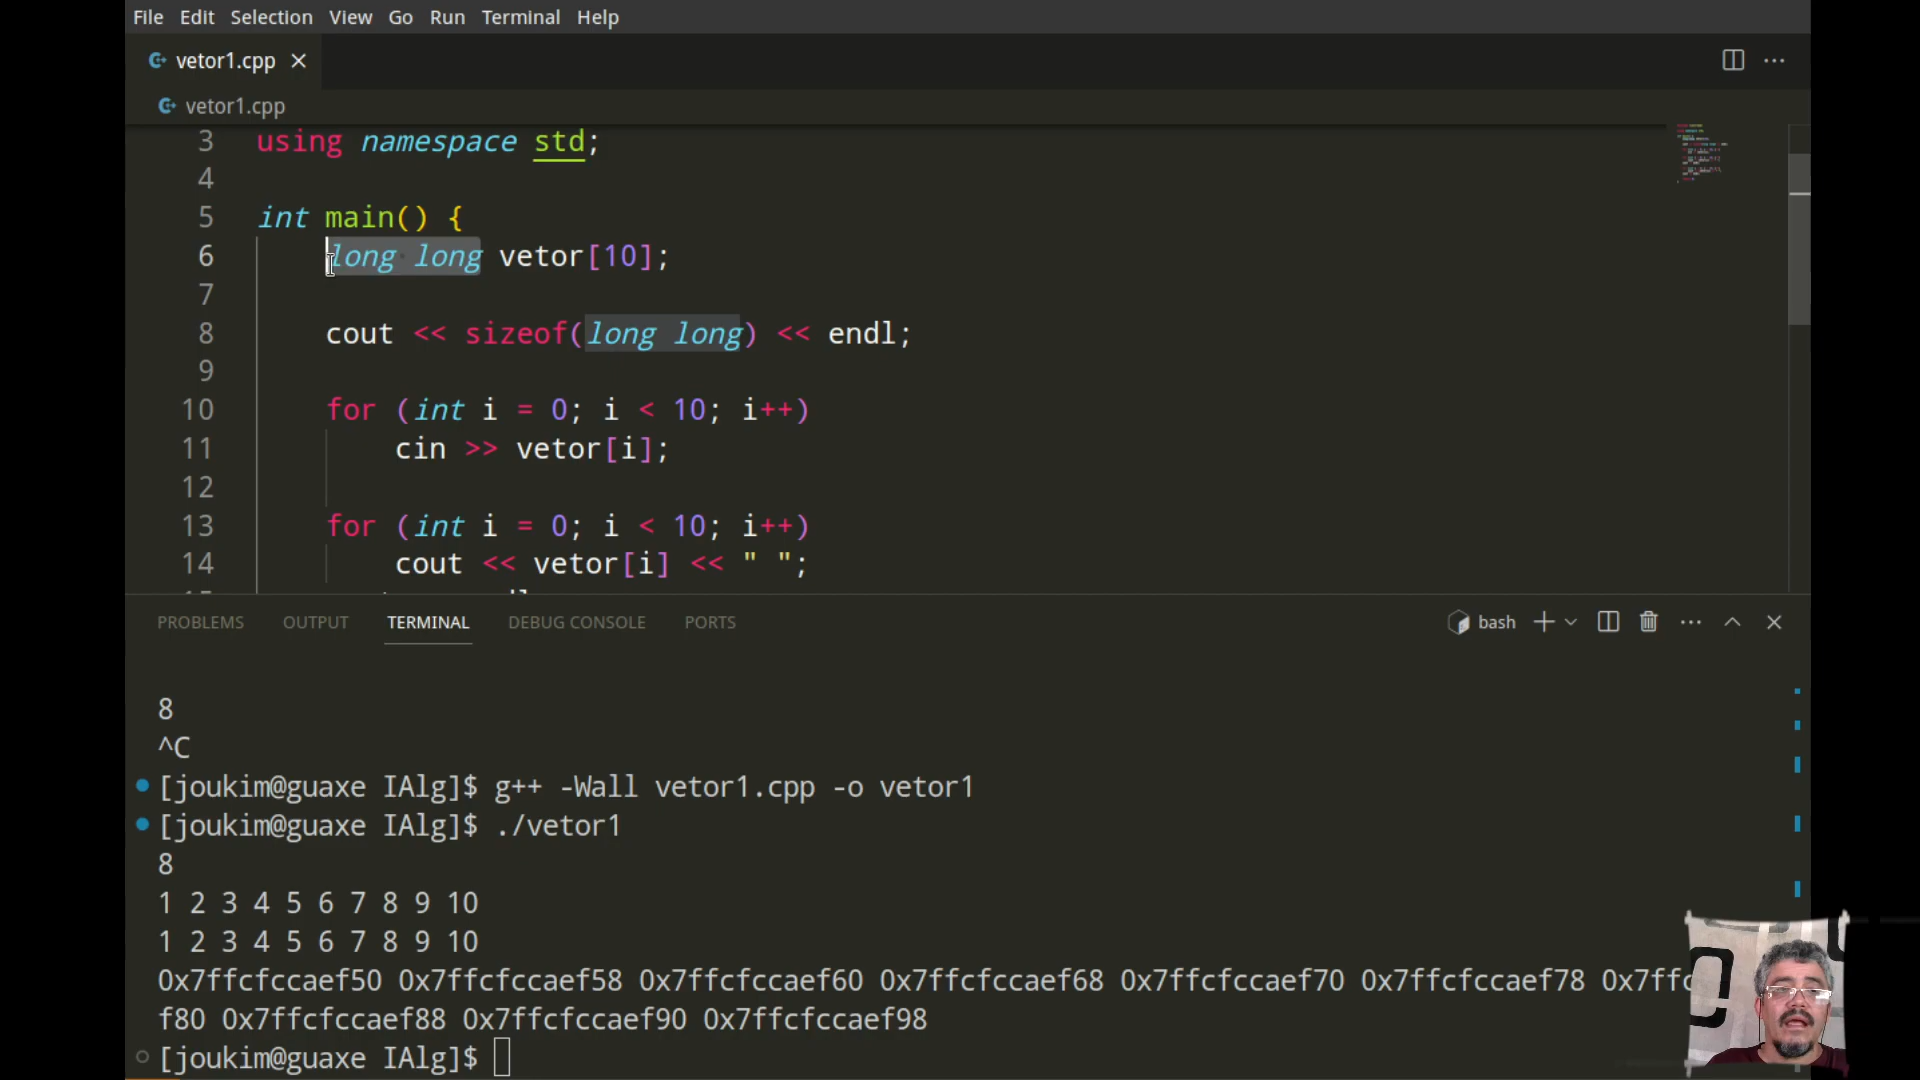 File Edit Selection View Go Run Terminal Help
vetor1.cpp
vetor1.cpp
3 using namespace std;
4
5 int main() {
6 long long vetor[10];
7
8 cout << sizeof(long long) << endl;
9
10 for (int i = 0; i < 10; i++)
11 cin >> vetor[i];
12
13 for (int i = 0; i < 10; i++)
14 cout << vetor[i] << " ";
PROBLEMS OUTPUT TERMINAL DEBUG CONSOLE PORTS bash
8
^C
[joukim@guaxe IAlg]$ g++ -Wall vetor1.cpp -o vetor1
[joukim@guaxe IAlg]$ ./vetor1
8
1 2 3 4 5 6 7 8 9 10
1 2 3 4 5 6 7 8 9 10
0x7ffcfccaef50 0x7ffcfccaef58 0x7ffcfccaef60 0x7ffcfccaef68 0x7ffcfccaef70 0x7ffcfccaef78 0x7ffc
f80 0x7ffcfccaef88 0x7ffcfccaef90 0x7ffcfccaef98
[joukim@guaxe IAlg]$